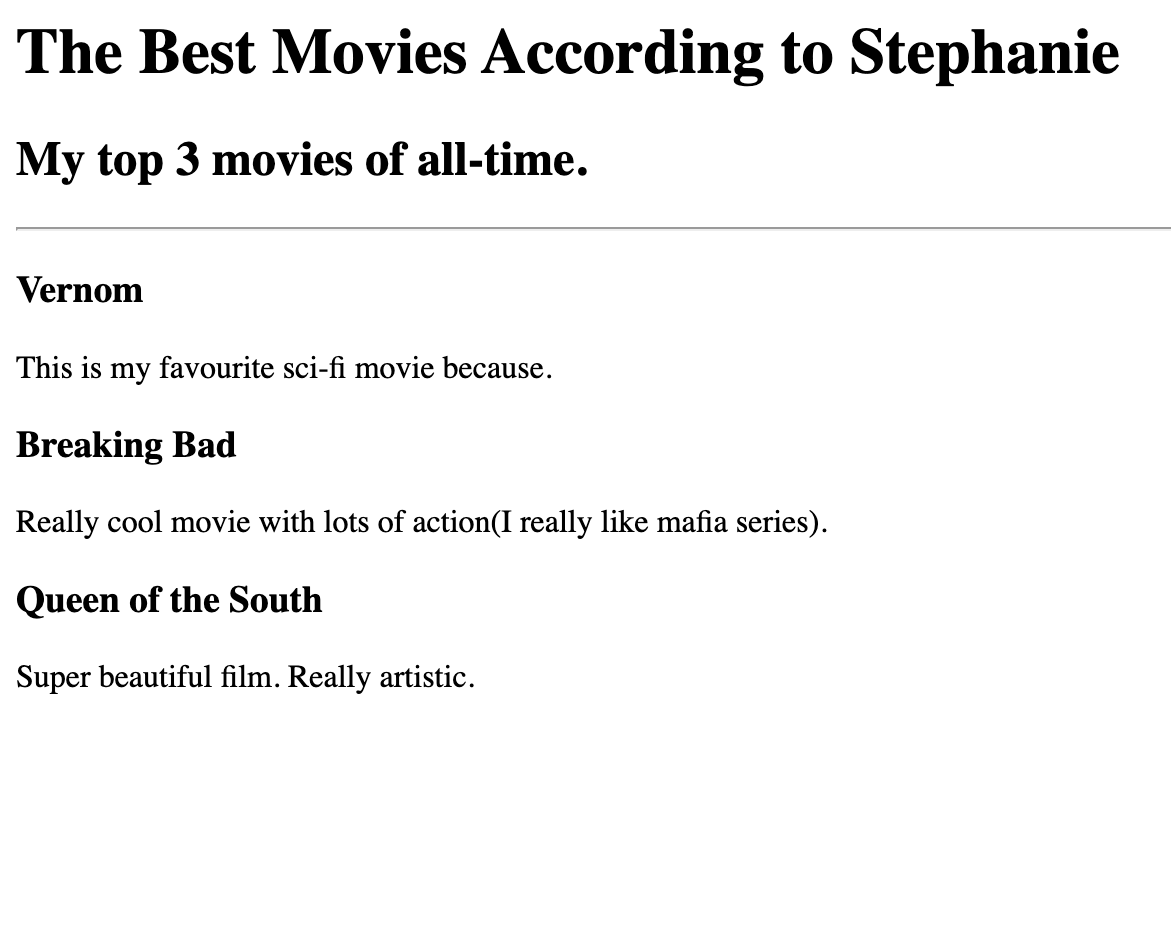 The Best Movies According to Stephanie
My top 3 movies of all-time.
Vernom
This is my favourite sci-fi movie because.
Breaking Bad
Really cool movie with lots of action(I really like mafia series).
Queen of the South
Super beautiful film. Really artistic.